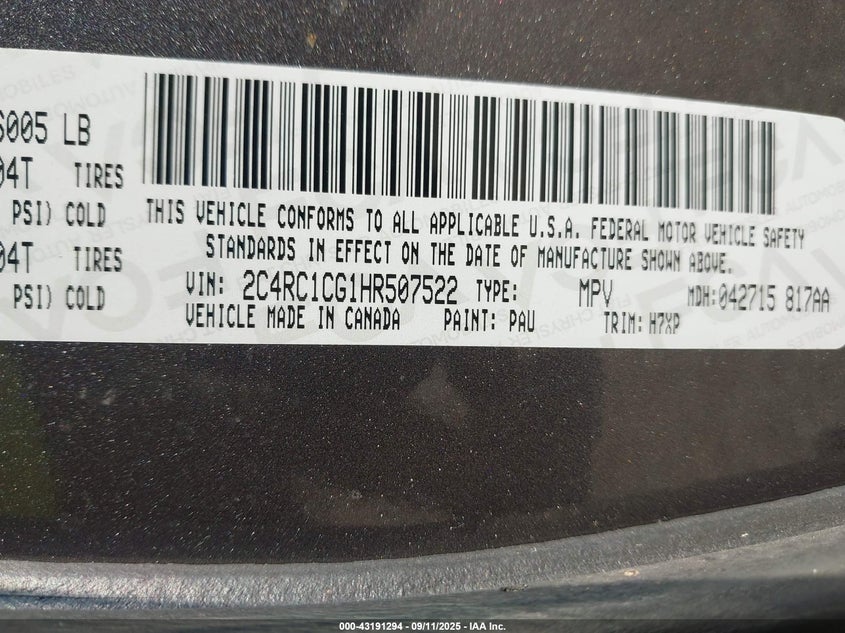 6005 LB
04T TIRES
PSI) COLD
04T TIRES
PSI) COLD
THIS VEHICLE CONFORMS TO ALL APPLICABLE U.S.A. FEDERAL MOTOR VEHICLE SAFETY
STANDARDS IN EFFECT ON THE DATE OF MANUFACTURE SHOWN ABOVE.
VIN: 2C4RC1CG1HR507522 TYPE: MPV MDH: 042715 817AA
VEHICLE MADE IN CANADA PAINT: PAU TRIM: H7XP
000-43191294 - 09/11/2025 - IAA Inc.